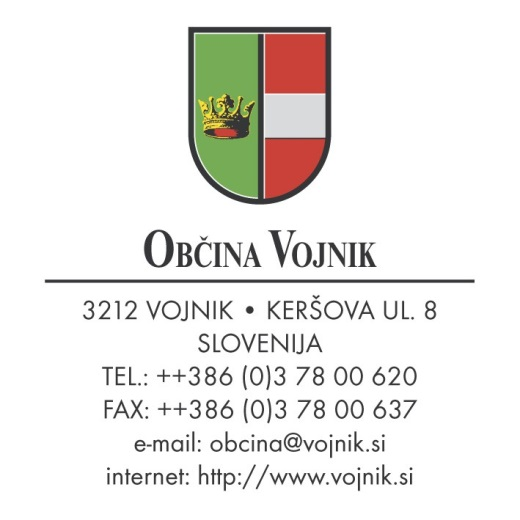 OBČINA VOJNIK
3212 VOJNIK • KERŠOVA UL. 8
SLOVENIJA
TEL.: ++386 (0)3 78 00 620
FAX: ++386 (0)3 78 00 637
e-mail: obcina@vojnik.si
internet: http://www.vojnik.si